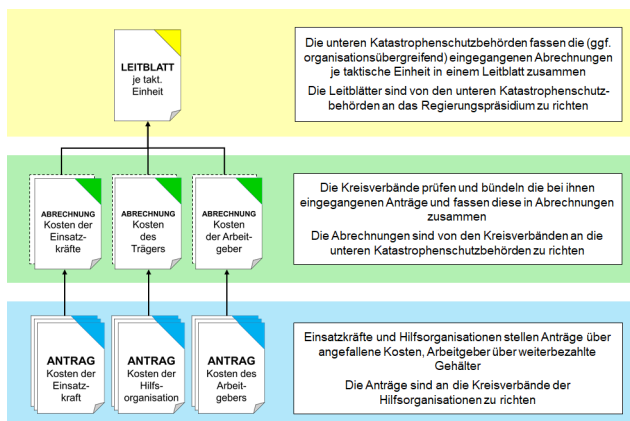 LEITBLATT
je takt.
Einheit
Die unteren Katastrophenschutzbehörden fassen die (ggf.
organisationsübergreifend) eingegangenen Abrechnungen
je taktische Einheit in einem Leitblatt zusammen
Die Leitblätter sind von den unteren Katastrophenschutz-
behörden an das Regierungspräsidium zu richten
ABRECHNUNG
Kosten der
Einsatz-
kräfte
ABRECHNUNG
Kosten
des
Trägers
ABRECHNUNG
Kosten
der Arbeit-
geber
Die Kreisverbände prüfen und bündeln die bei ihnen
eingegangenen Anträge und fassen diese in Abrechnungen
zusammen
Die Abrechnungen sind von den Kreisverbänden an die
unteren Katastrophenschutzbehörden zu richten
ANTRAG
Kosten der
Einsatz-
kraft
ANTRAG
Kosten der
Hilfs-
organisation
ANTRAG
Kosten des
Arbeit-
gebers
Einsatzkräfte und Hilfsorganisationen stellen Anträge über
angefallene Kosten, Arbeitgeber über weiterbezahlte
Gehälter
Die Anträge sind an die Kreisverbände der
Hilfsorganisationen zu richten